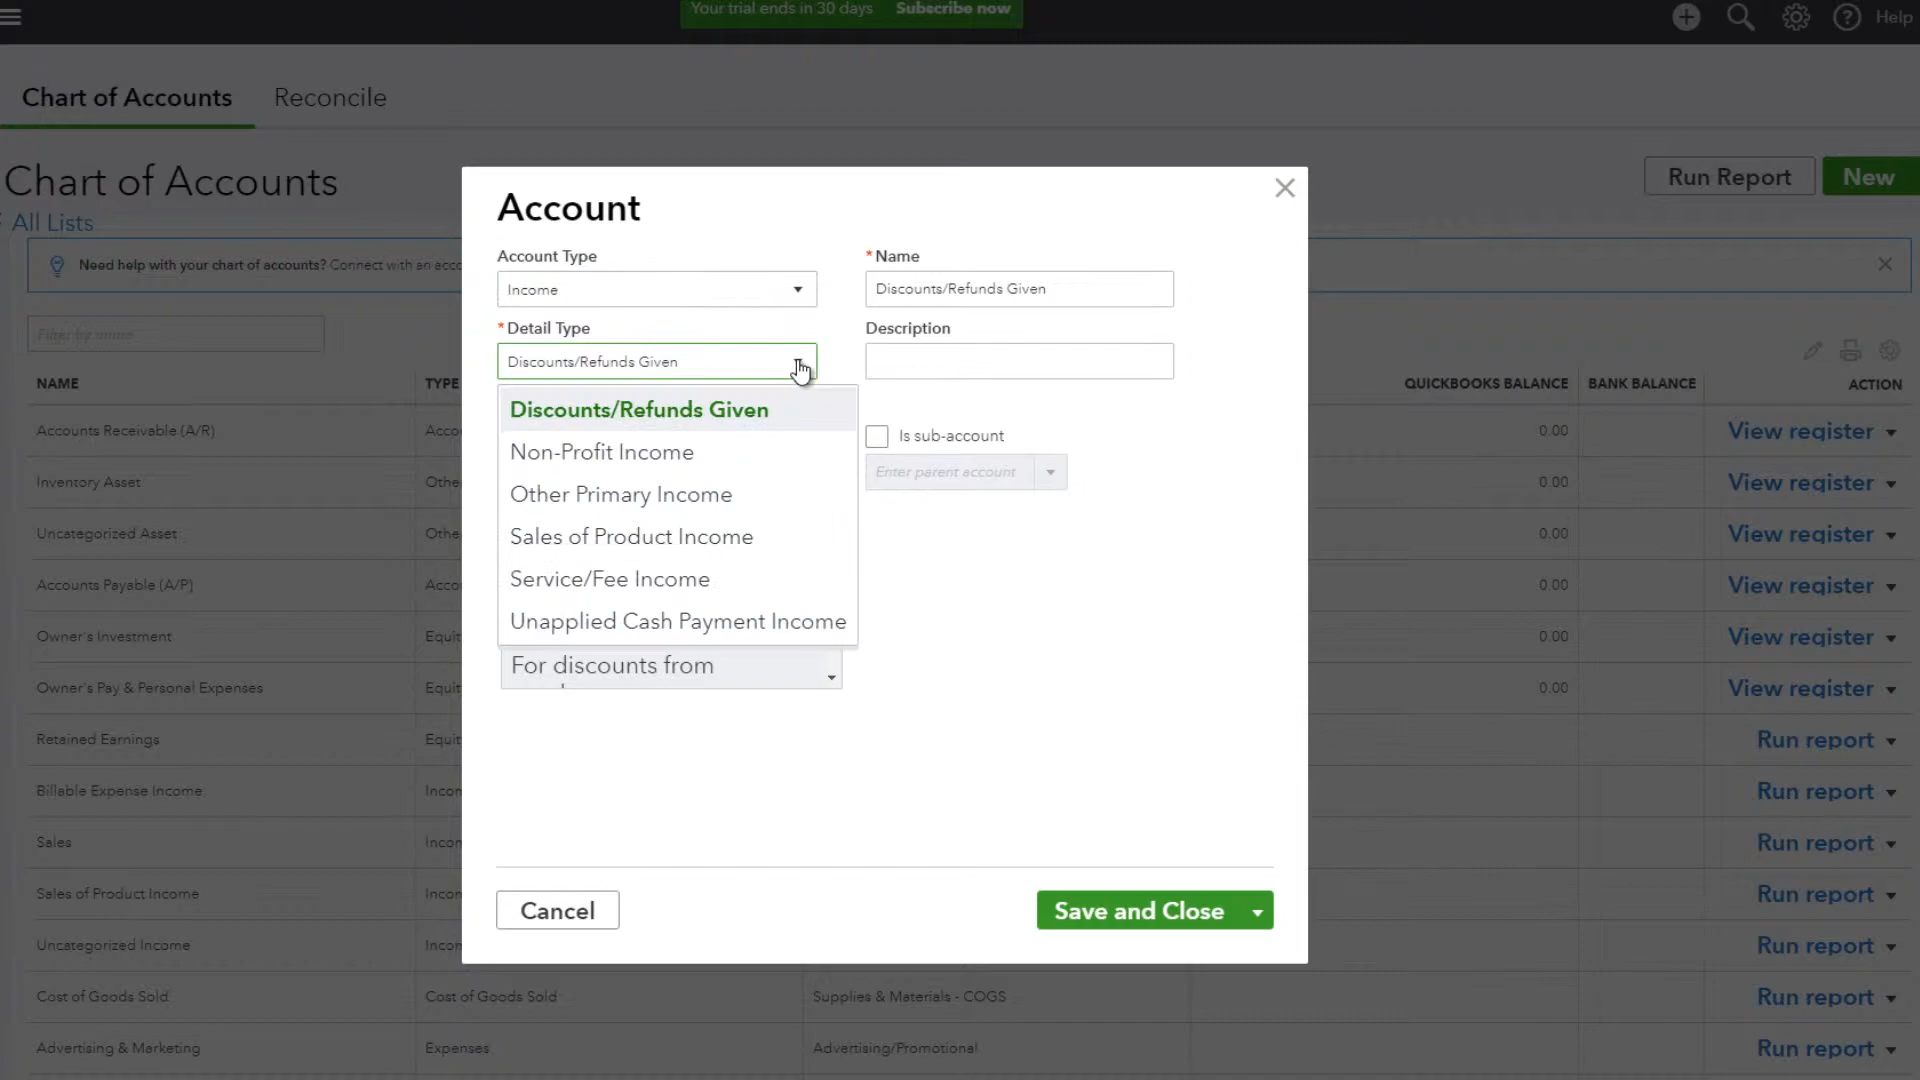 Your trial ends in 30 days Subscribe now
Help
Chart of Accounts Reconcile
Chart of Accounts
Run Report New
All Lists
Need help with your chart of accounts? Connect with an acco
Filter by name
NAME TYPE QUICKBOOKS BALANCE BANK BALANCE ACTION
Accounts Receivable (A/R) Acco 0.00 View register
Inventory Asset Othe 0.00 View register
Uncategorized Asset Othe 0.00 View register
Accounts Payable (A/P) Acco 0.00 View register
Owner's Investment Equit 0.00 View register
Owner's Pay & Personal Expenses Equit 0.00 View register
Retained Earnings Equit Run report
Billable Expense Income Incon Run report
Sales Incon Run report
Sales of Product Income Incon Run report
Uncategorized Income Incon Run report
Cost of Goods Sold Cost of Goods Sold Supplies & Materials - COGS Run report
Advertising & Marketing Expenses Advertising/Promotional Run report
Account
Account Type
Income
* Name
Discounts/Refunds Given
* Detail Type
Discounts/Refunds Given
Description
Discounts/Refunds Given
Non-Profit Income
Other Primary Income
Sales of Product Income
Service/Fee Income
Unapplied Cash Payment Income
For discounts from
Is sub-account
Enter parent account
Cancel
Save and Close